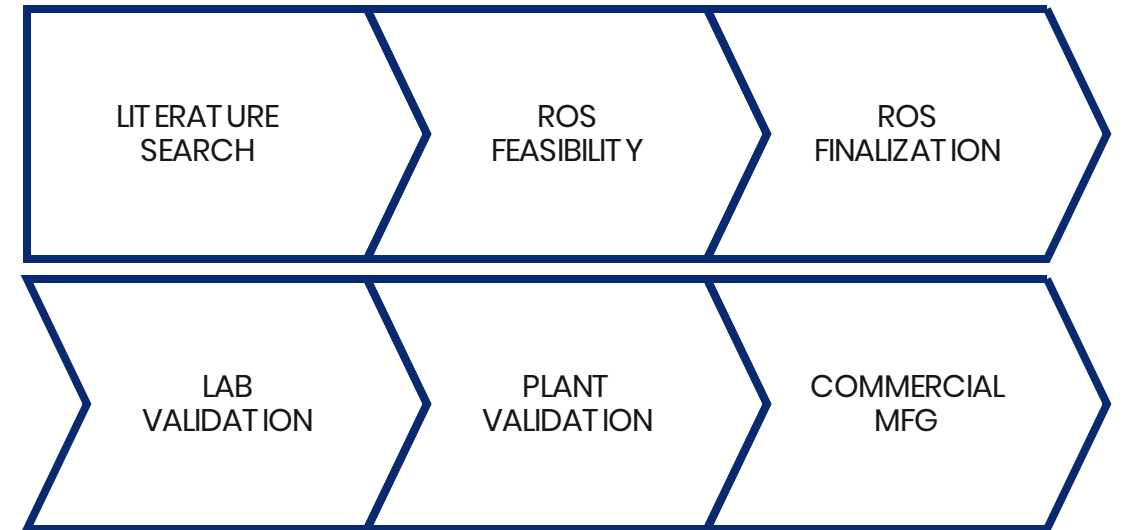 LITERATURE
SEARCH
ROS
FEASIBILITY
ROS
FINALIZATION
LAB
VALIDATION
PLANT
VALIDATION
COMMERCIAL
MFG